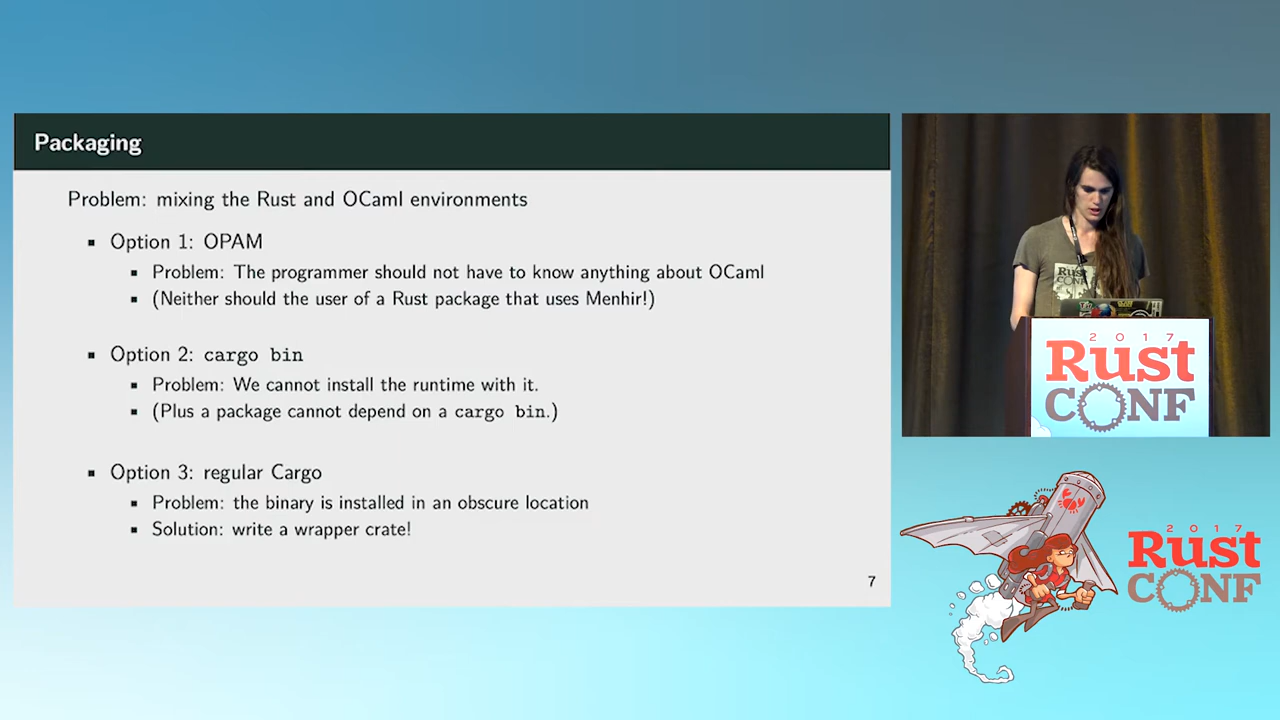 Packaging
Problem: mixing the Rust and OCaml environments
▪ Option 1: OPAM
▪ Problem: The programmer should not have to know anything about OCaml
▪ (Neither should the user of a Rust package that uses Menhir!)
▪ Option 2: cargo bin
▪ Problem: We cannot install the runtime with it.
▪ (Plus a package cannot depend on a cargo bin.)
▪ Option 3: regular Cargo
▪ Problem: the binary is installed in an obscure location
▪ Solution: write a wrapper crate!
7
RUST
CONF
2017
Rust
CONF
2017
Rust
CONF